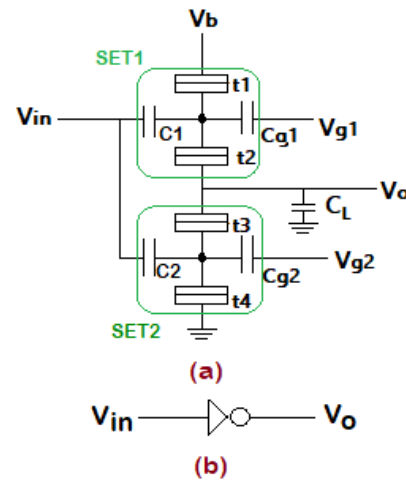 Vb
SET1
t1
Vin
C1
Cg1
Vg1
t2
Vo
CL
t3
C2
Cg2
Vg2
t4
SET2
(a)
Vin
Vo
(b)